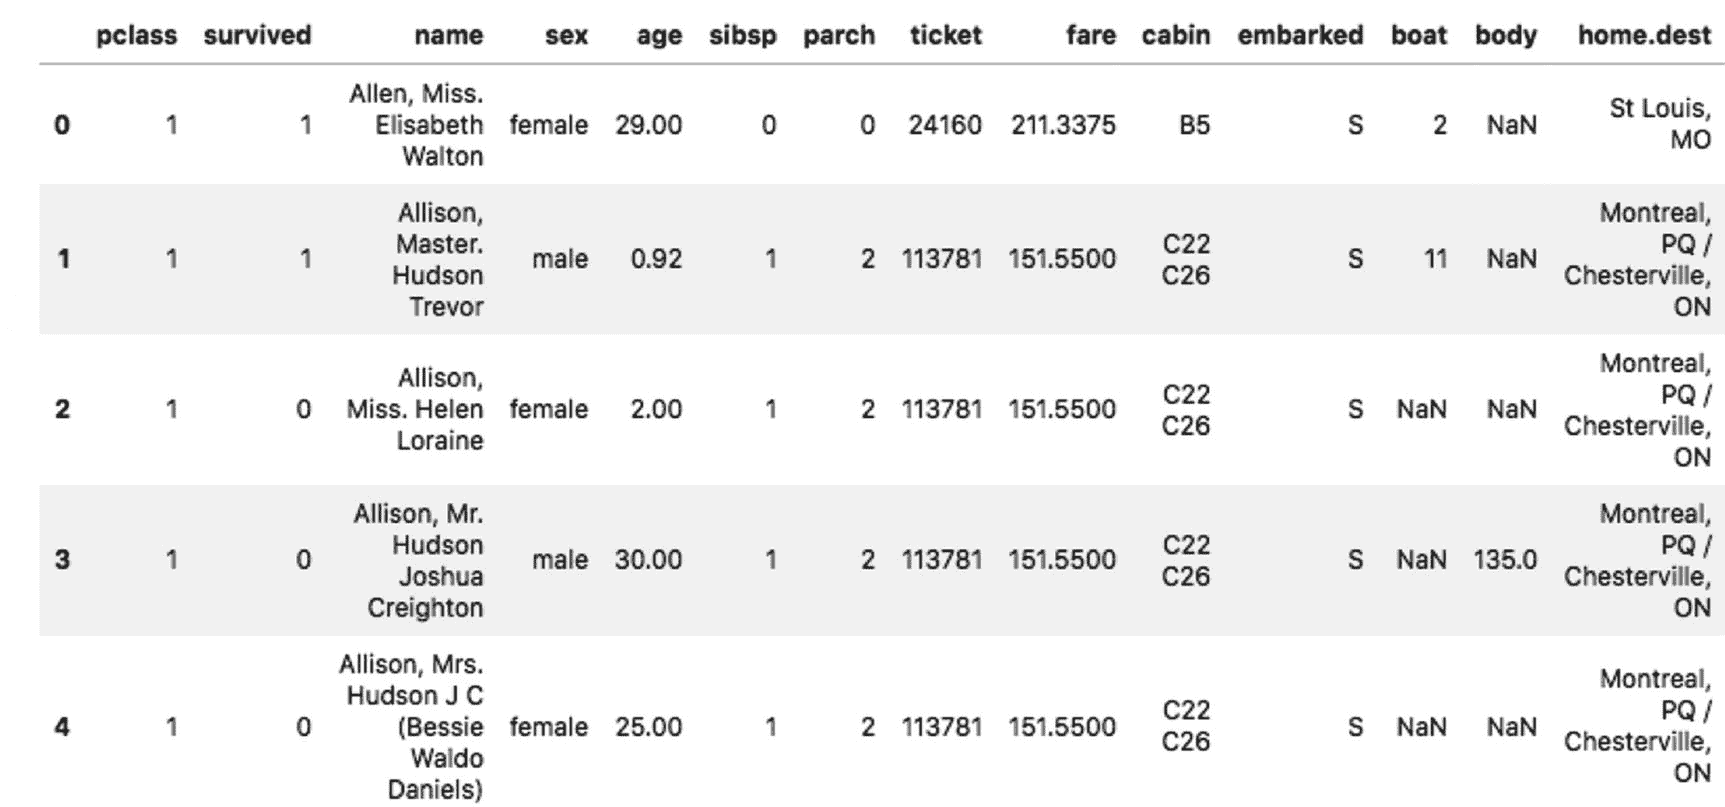 pclass survived name sex age sibsp parch ticket fare cabin embarked boat body home.dest
0 1 1 Allen, Miss. Elisabeth Walton female 29.00 0 0 24160 211.3375 B5 S 2 NaN St Louis, MO
1 1 1 Allison, Master. Hudson Trevor male 0.92 1 2 113781 151.5500 C22 C26 S 11 NaN Montreal, PQ / Chesterville, ON
2 1 0 Allison, Miss. Helen Loraine female 2.00 1 2 113781 151.5500 C22 C26 S NaN NaN Montreal, PQ / Chesterville, ON
3 1 0 Allison, Mr. Hudson Joshua Creighton male 30.00 1 2 113781 151.5500 C22 C26 S NaN 135.0 Montreal, PQ / Chesterville, ON
4 1 0 Allison, Mrs. Hudson J C (Bessie Waldo Daniels) female 25.00 1 2 113781 151.5500 C22 C26 S NaN NaN Montreal, PQ / Chesterville, ON